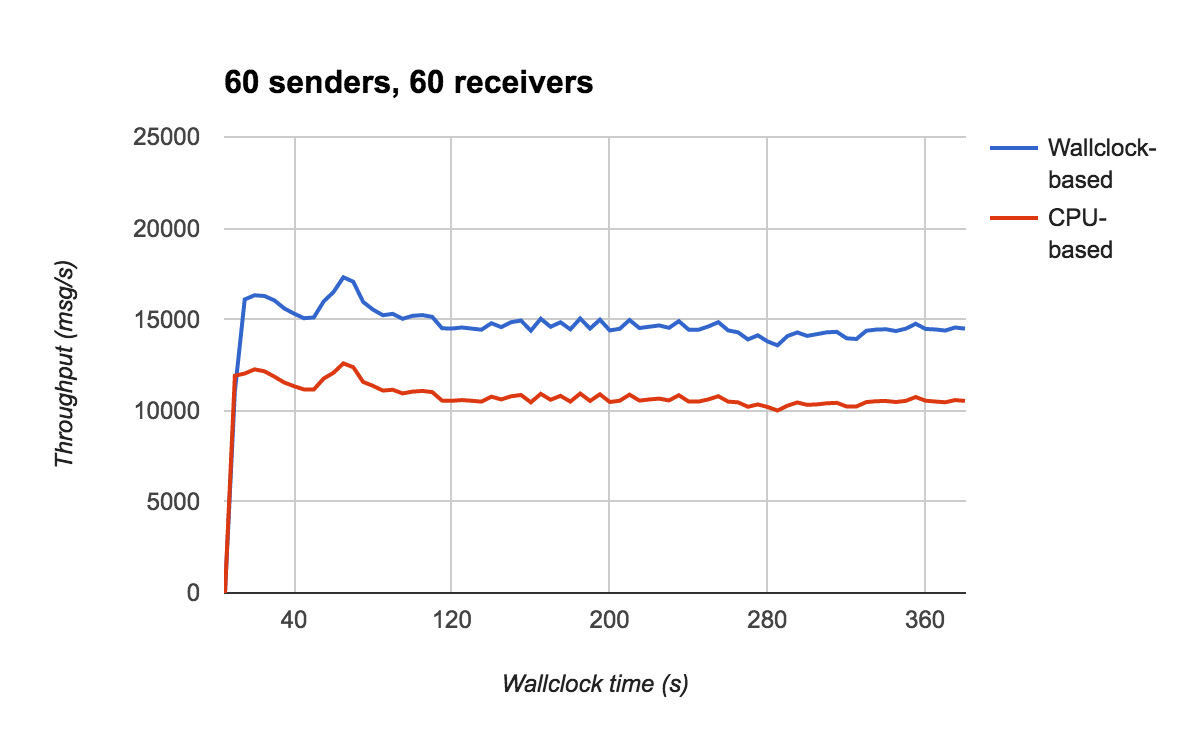 60 senders, 60 receivers
25000
20000
15000
10000
5000
0
Throughput (msg/s)
40 120 200 280 360
Wallclock time (s)
Wallclock-
based
CPU-
based